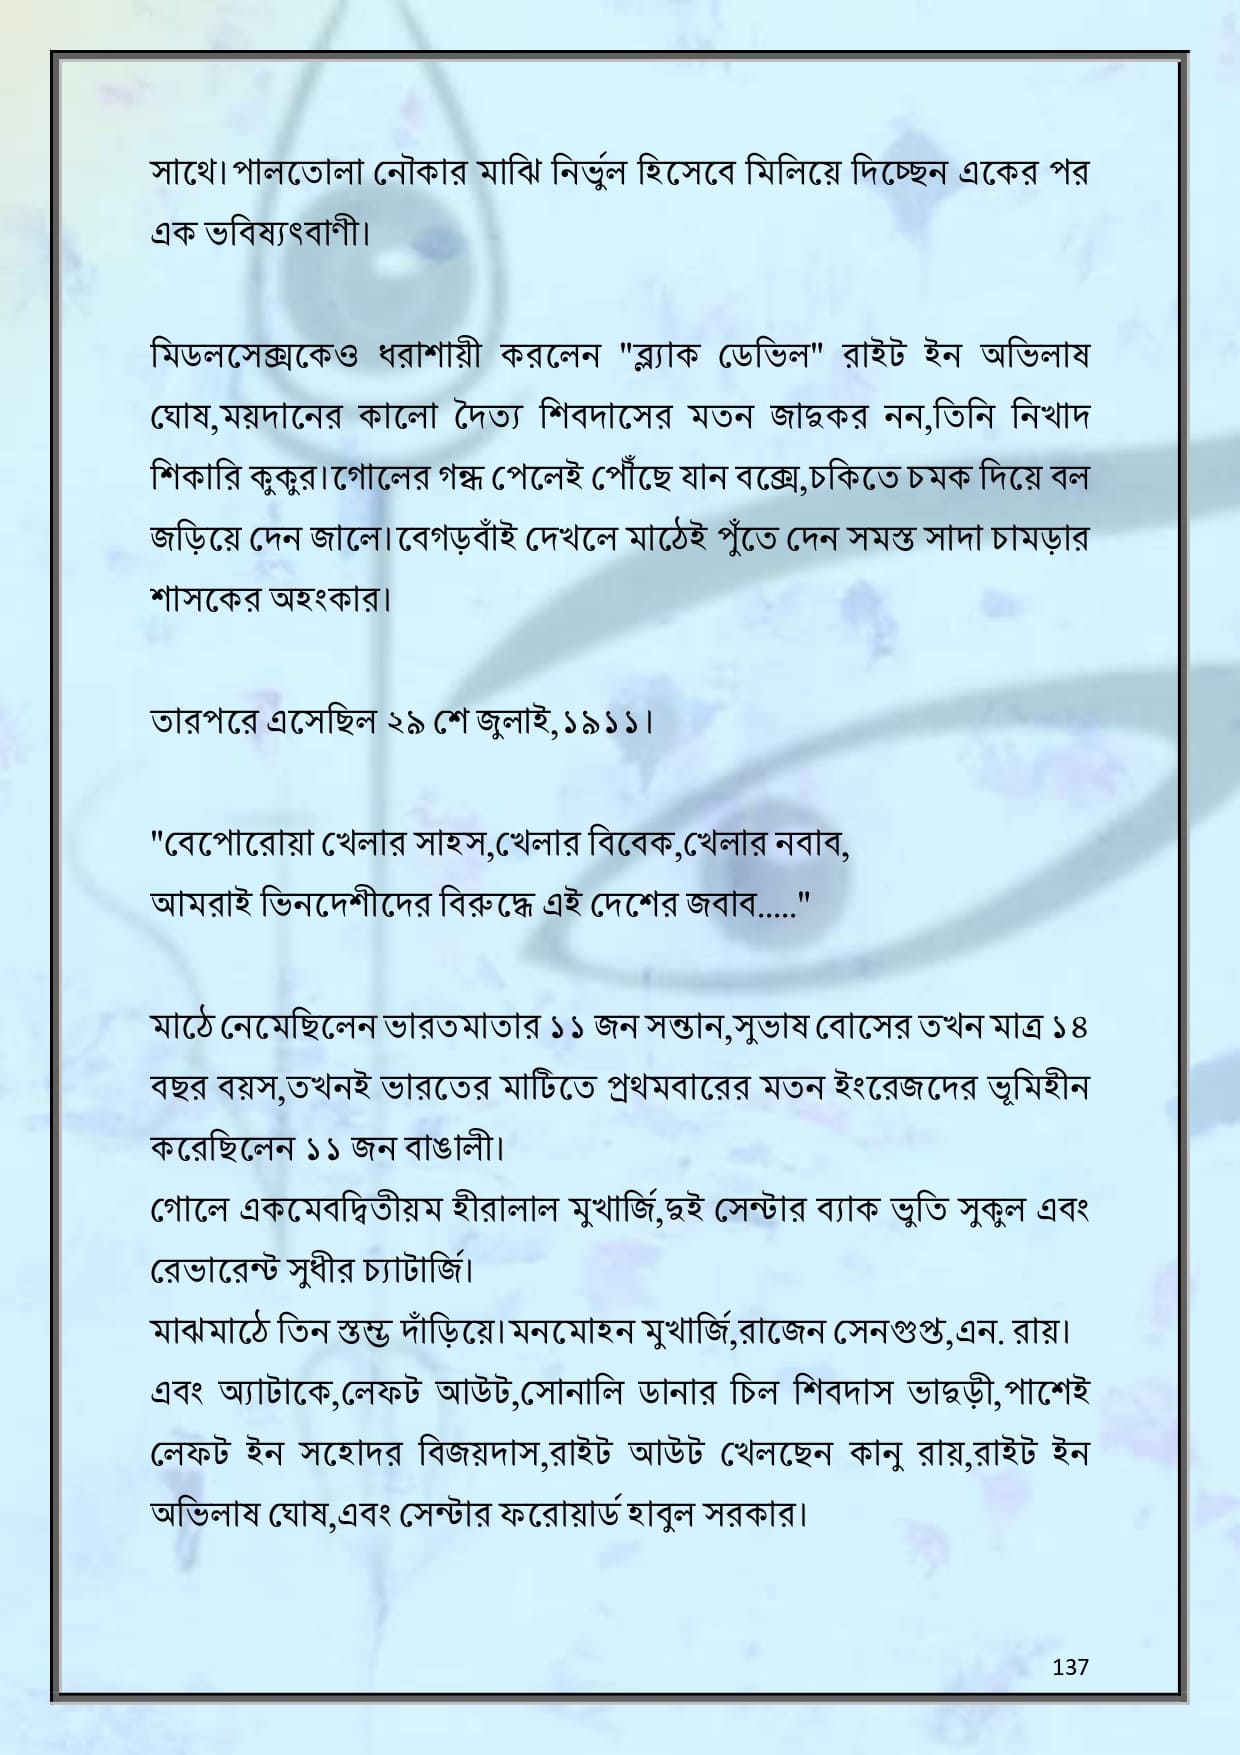 সাথে।পালতোলা নৌকার মাঝি নির্ভুল হিসেবে মিলিয়ে দিচ্ছেন একের পর
এক ভবিষ্যৎবাণী।
মিডলসেক্সকেও ধরাশায়ী করলেন "ব্ল্যাক ডেভিল" রাইট ইন অভিলাষ
ঘোষ,ময়দানের কালো দৈত্য শিবদাসের মতন জাদুকর নন,তিনি নিখাদ
শিকারি কুকুর।গোলের গন্ধ পেলেই পৌঁছে যান বক্সে,চকিতে চমক দিয়ে বল
জড়িয়ে দেন জালে।বেগড়বাঁই দেখলে মাঠেই পুঁতে দেন সমস্ত সাদা চামড়ার
শাসকের অহংকার।
তারপরে এসেছিল ২৯ শে জুলাই,১৯১১।
"বেপোরোয়া খেলার সাহস,খেলার বিবেক,খেলার নবাব,
আমরাই ভিনদেশীদের বিরুদ্ধে এই দেশের জবাব....."
মাঠে নেমেছিলেন ভারতমাতার ১১ জন সন্তান,সুভাষ বোসের তখন মাত্র ১৪
বছর বয়স,তখনই ভারতের মাটিতে প্রথমবারের মতন ইংরেজদের ভূমিহীন
করেছিলেন ১১ জন বাঙালী।
গোলে একমেবদ্বিতীয়ম হীরালাল মুখার্জি,দুই সেন্টার ব্যাক ভুতি সুকুল এবং
রেভারেন্ট সুধীর চ্যাটার্জি।
মাঝমাঠে তিন স্তম্ভ দাঁড়িয়ে।মনমোহন মুখার্জি,রাজেন সেনগুপ্ত,এন. রায়।
এবং অ্যাটাকে,লেফট আউট,সোনালি ডানার চিল শিবদাস ভাদুড়ী,পাশেই
লেফট ইন সহোদর বিজয়দাস,রাইট আউট খেলছেন কানু রায়,রাইট ইন
অভিলাষ ঘোষ,এবং সেন্টার ফরোয়ার্ড হাবুল সরকার।
137